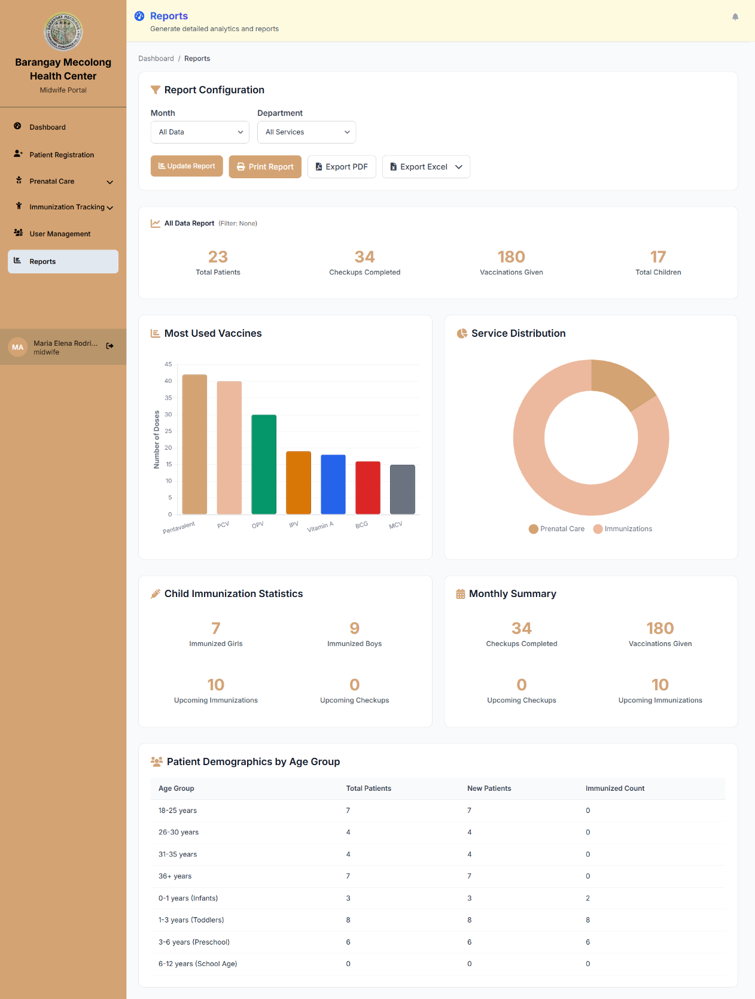 Barangay Mecolong
Health Center
Midwife Portal
Dashboard
Patient Registration
Prenatal Care
Immunization Tracking
User Management
Reports
MA
Maria Elena Rodri...
midwife
Reports
Generate detailed analytics and reports
Dashboard / Reports
Report Configuration
Month
Department
All Data
All Services
Update Report
Print Report
Export PDF
Export Excel
All Data Report (Filter: None)
23
Total Patients
34
Checkups Completed
180
Vaccinations Given
17
Total Children
Most Used Vaccines
Number of Doses
45
40
35
30
25
20
15
10
5
0
Pentavalent
PCV
OPV
IPV
Vitamin A
BCG
MCV
Service Distribution
Prenatal Care
Immunizations
Child Immunization Statistics
7
Immunized Girls
9
Immunized Boys
10
Upcoming Immunizations
0
Upcoming Checkups
Monthly Summary
34
Checkups Completed
180
Vaccinations Given
0
Upcoming Checkups
10
Upcoming Immunizations
Patient Demographics by Age Group
Age Group Total Patients New Patients Immunized Count
18-25 years 7 7 0
26-30 years 4 4 0
31-35 years 4 4 0
36+ years 7 7 0
0-1 years (Infants) 3 3 2
1-3 years (Toddlers) 8 8 8
3-6 years (Preschool) 6 6 6
6-12 years (School Age) 0 0 0